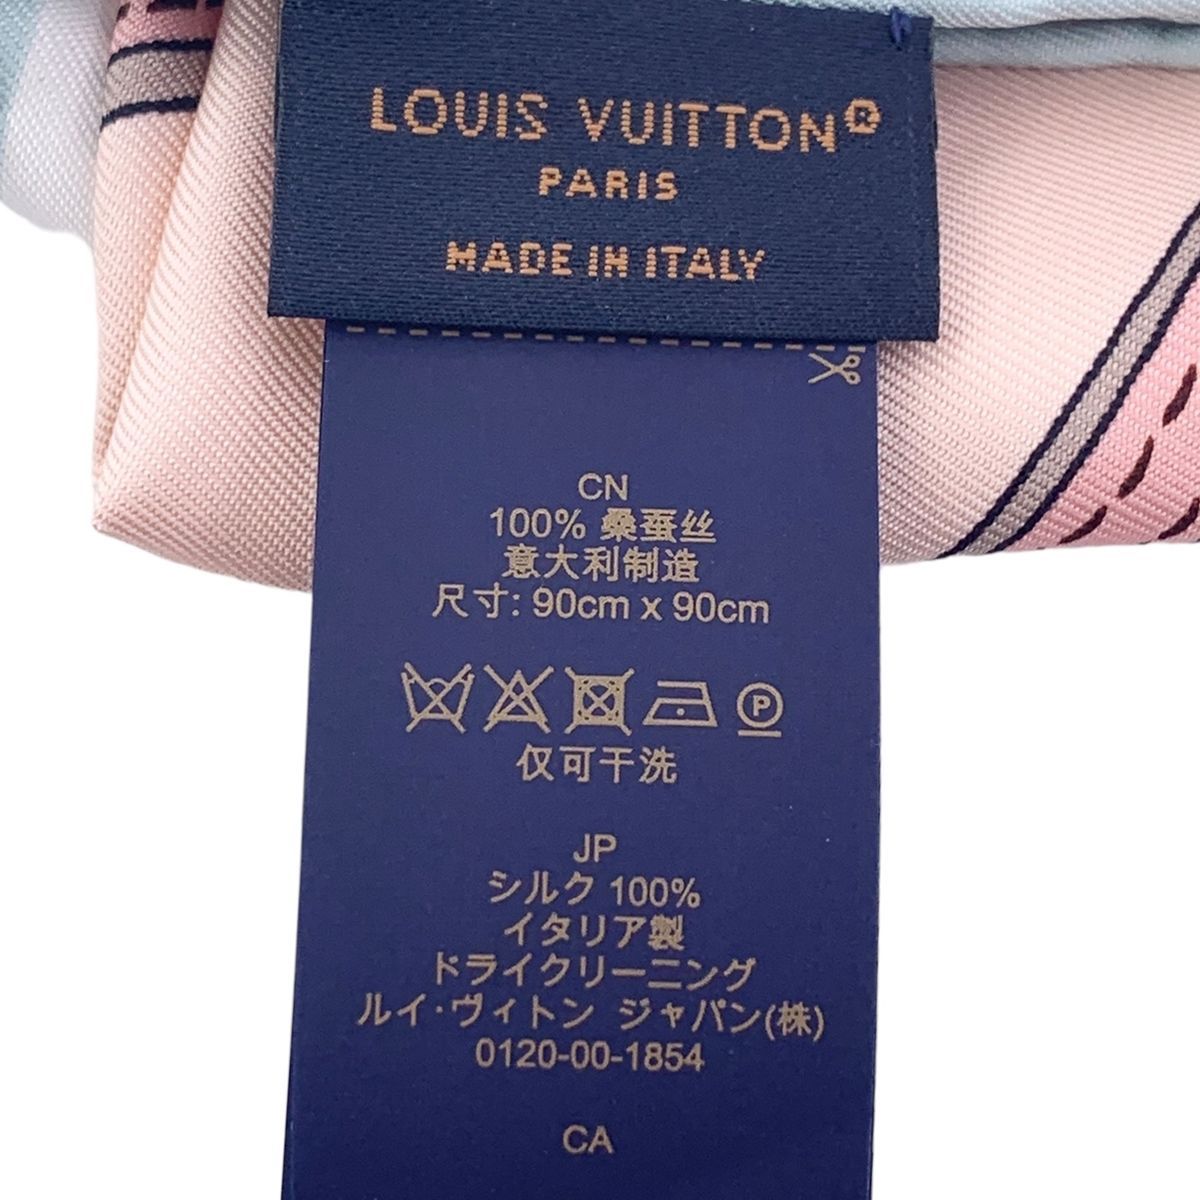 LOUIS VUITTON®
PARIS
MADE IN ITALY
CN
100% 桑蚕丝
意大利制造
尺寸: 90cm x 90cm
P
仅可干洗
JP
シルク 100%
イタリア製
ドライクリーニング
ルイ・ヴィトン ジャパン(株)
0120-00-1854
CA